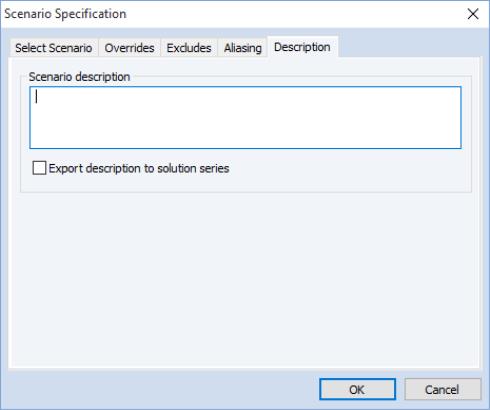 Scenario Specification
Select Scenario Overrides Excludes Aliasing Description
Scenario description
Export description to solution series
OK Cancel